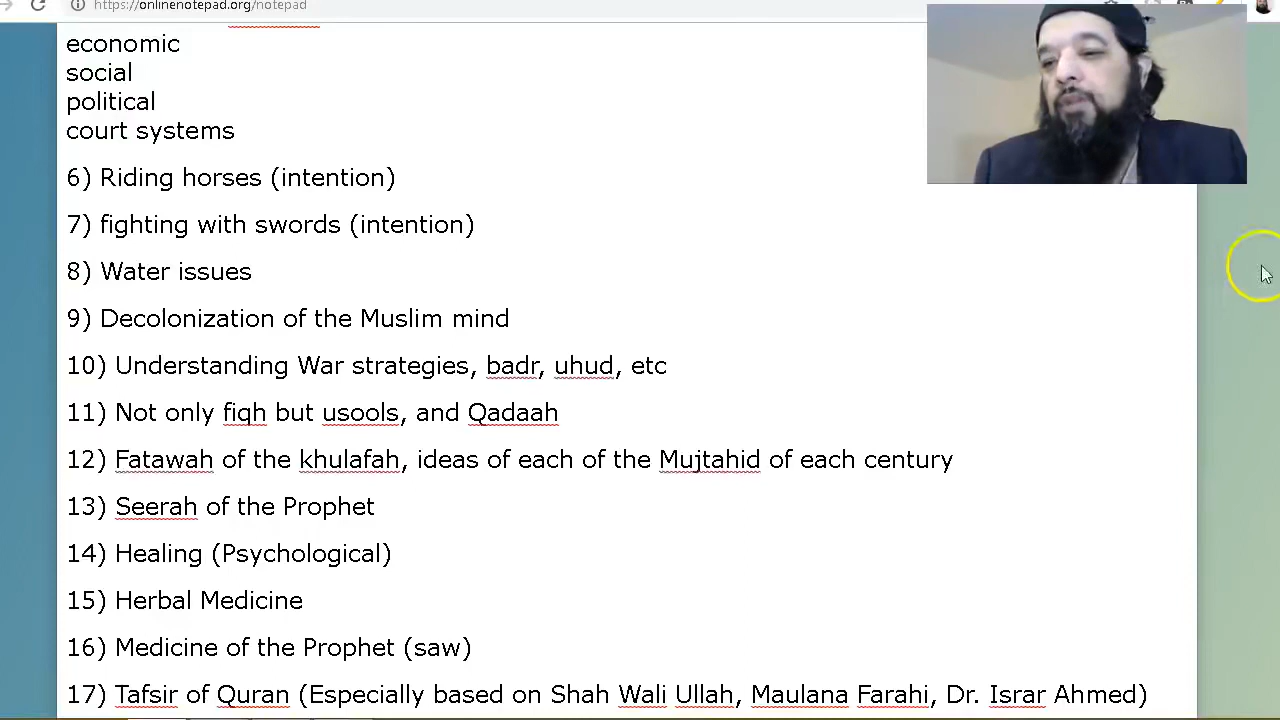 https://onlinenotepad.org/notepad
economic
social
political
court systems
6) Riding horses (intention)
7) fighting with swords (intention)
8) Water issues
9) Decolonization of the Muslim mind
10) Understanding War strategies, badr, uhud, etc
11) Not only fiqh but usools, and Qadaah
12) Fatawah of the khulafah, ideas of each of the Mujtahid of each century
13) Seerah of the Prophet
14) Healing (Psychological)
15) Herbal Medicine
16) Medicine of the Prophet (saw)
17) Tafsir of Quran (Especially based on Shah Wali Ullah, Maulana Farahi, Dr. Israr Ahmed)